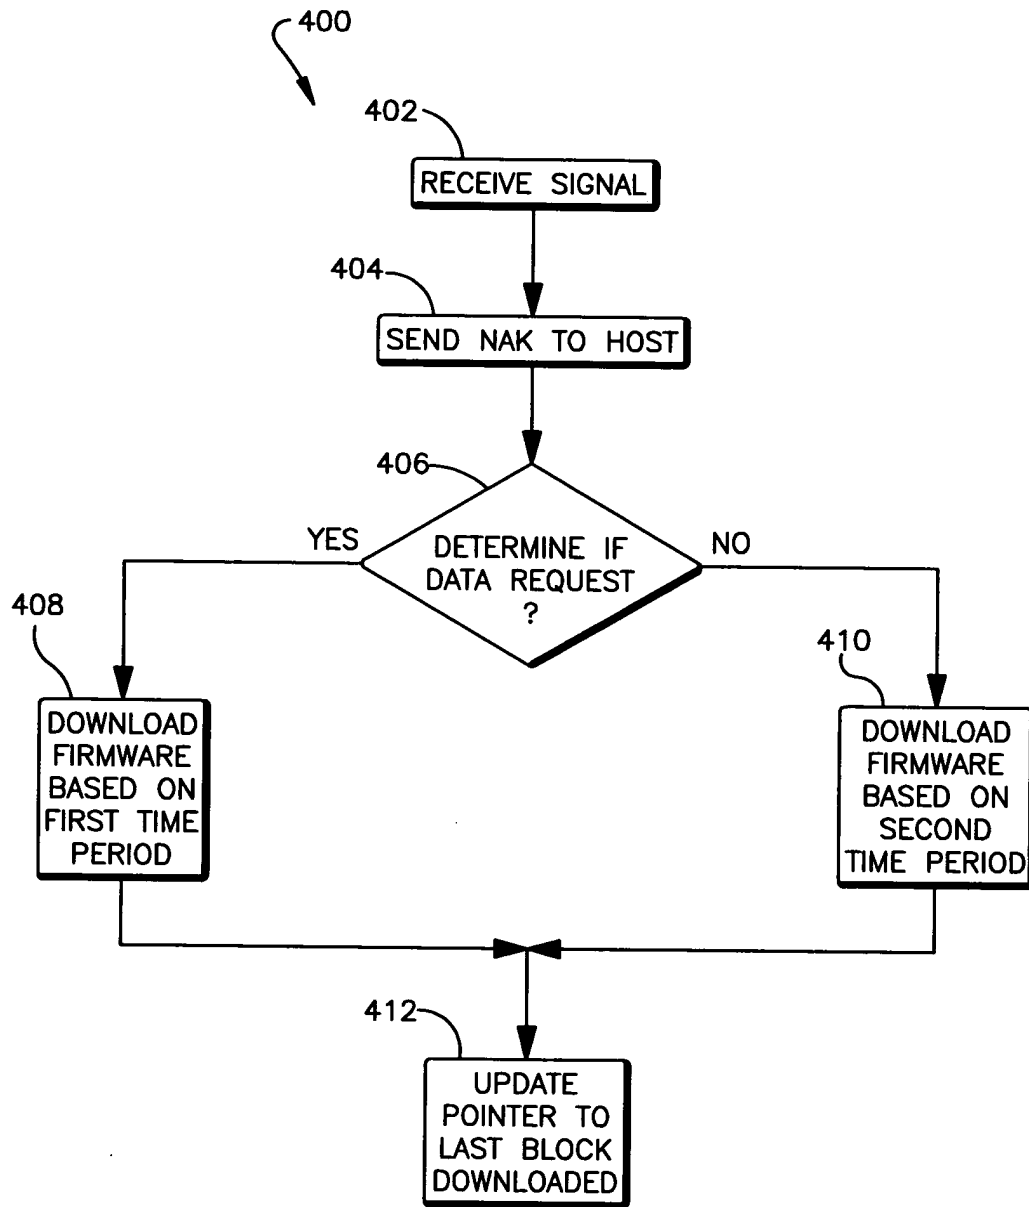 400
402
RECEIVE SIGNAL
404
SEND NAK TO HOST
406
YES
DETERMINE IF
DATA REQUEST
?
NO
408
DOWNLOAD
FIRMWARE
BASED ON
FIRST TIME
PERIOD
410
DOWNLOAD
FIRMWARE
BASED ON
SECOND
TIME PERIOD
412
UPDATE
POINTER TO
LAST BLOCK
DOWNLOADED